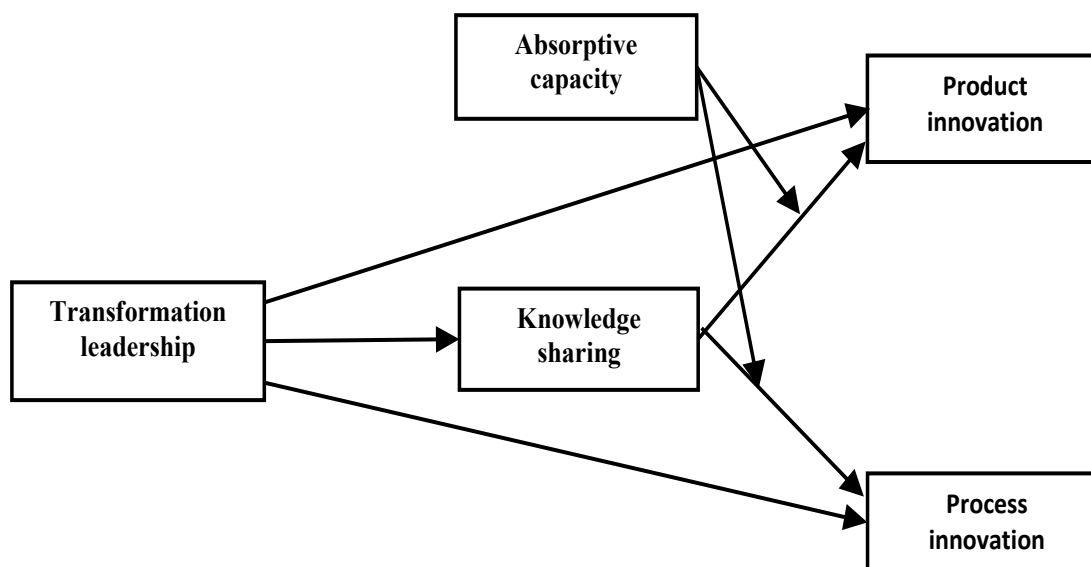 Absorptive
capacity
Product
innovation
Transformation
leadership
Knowledge
sharing
Process
innovation